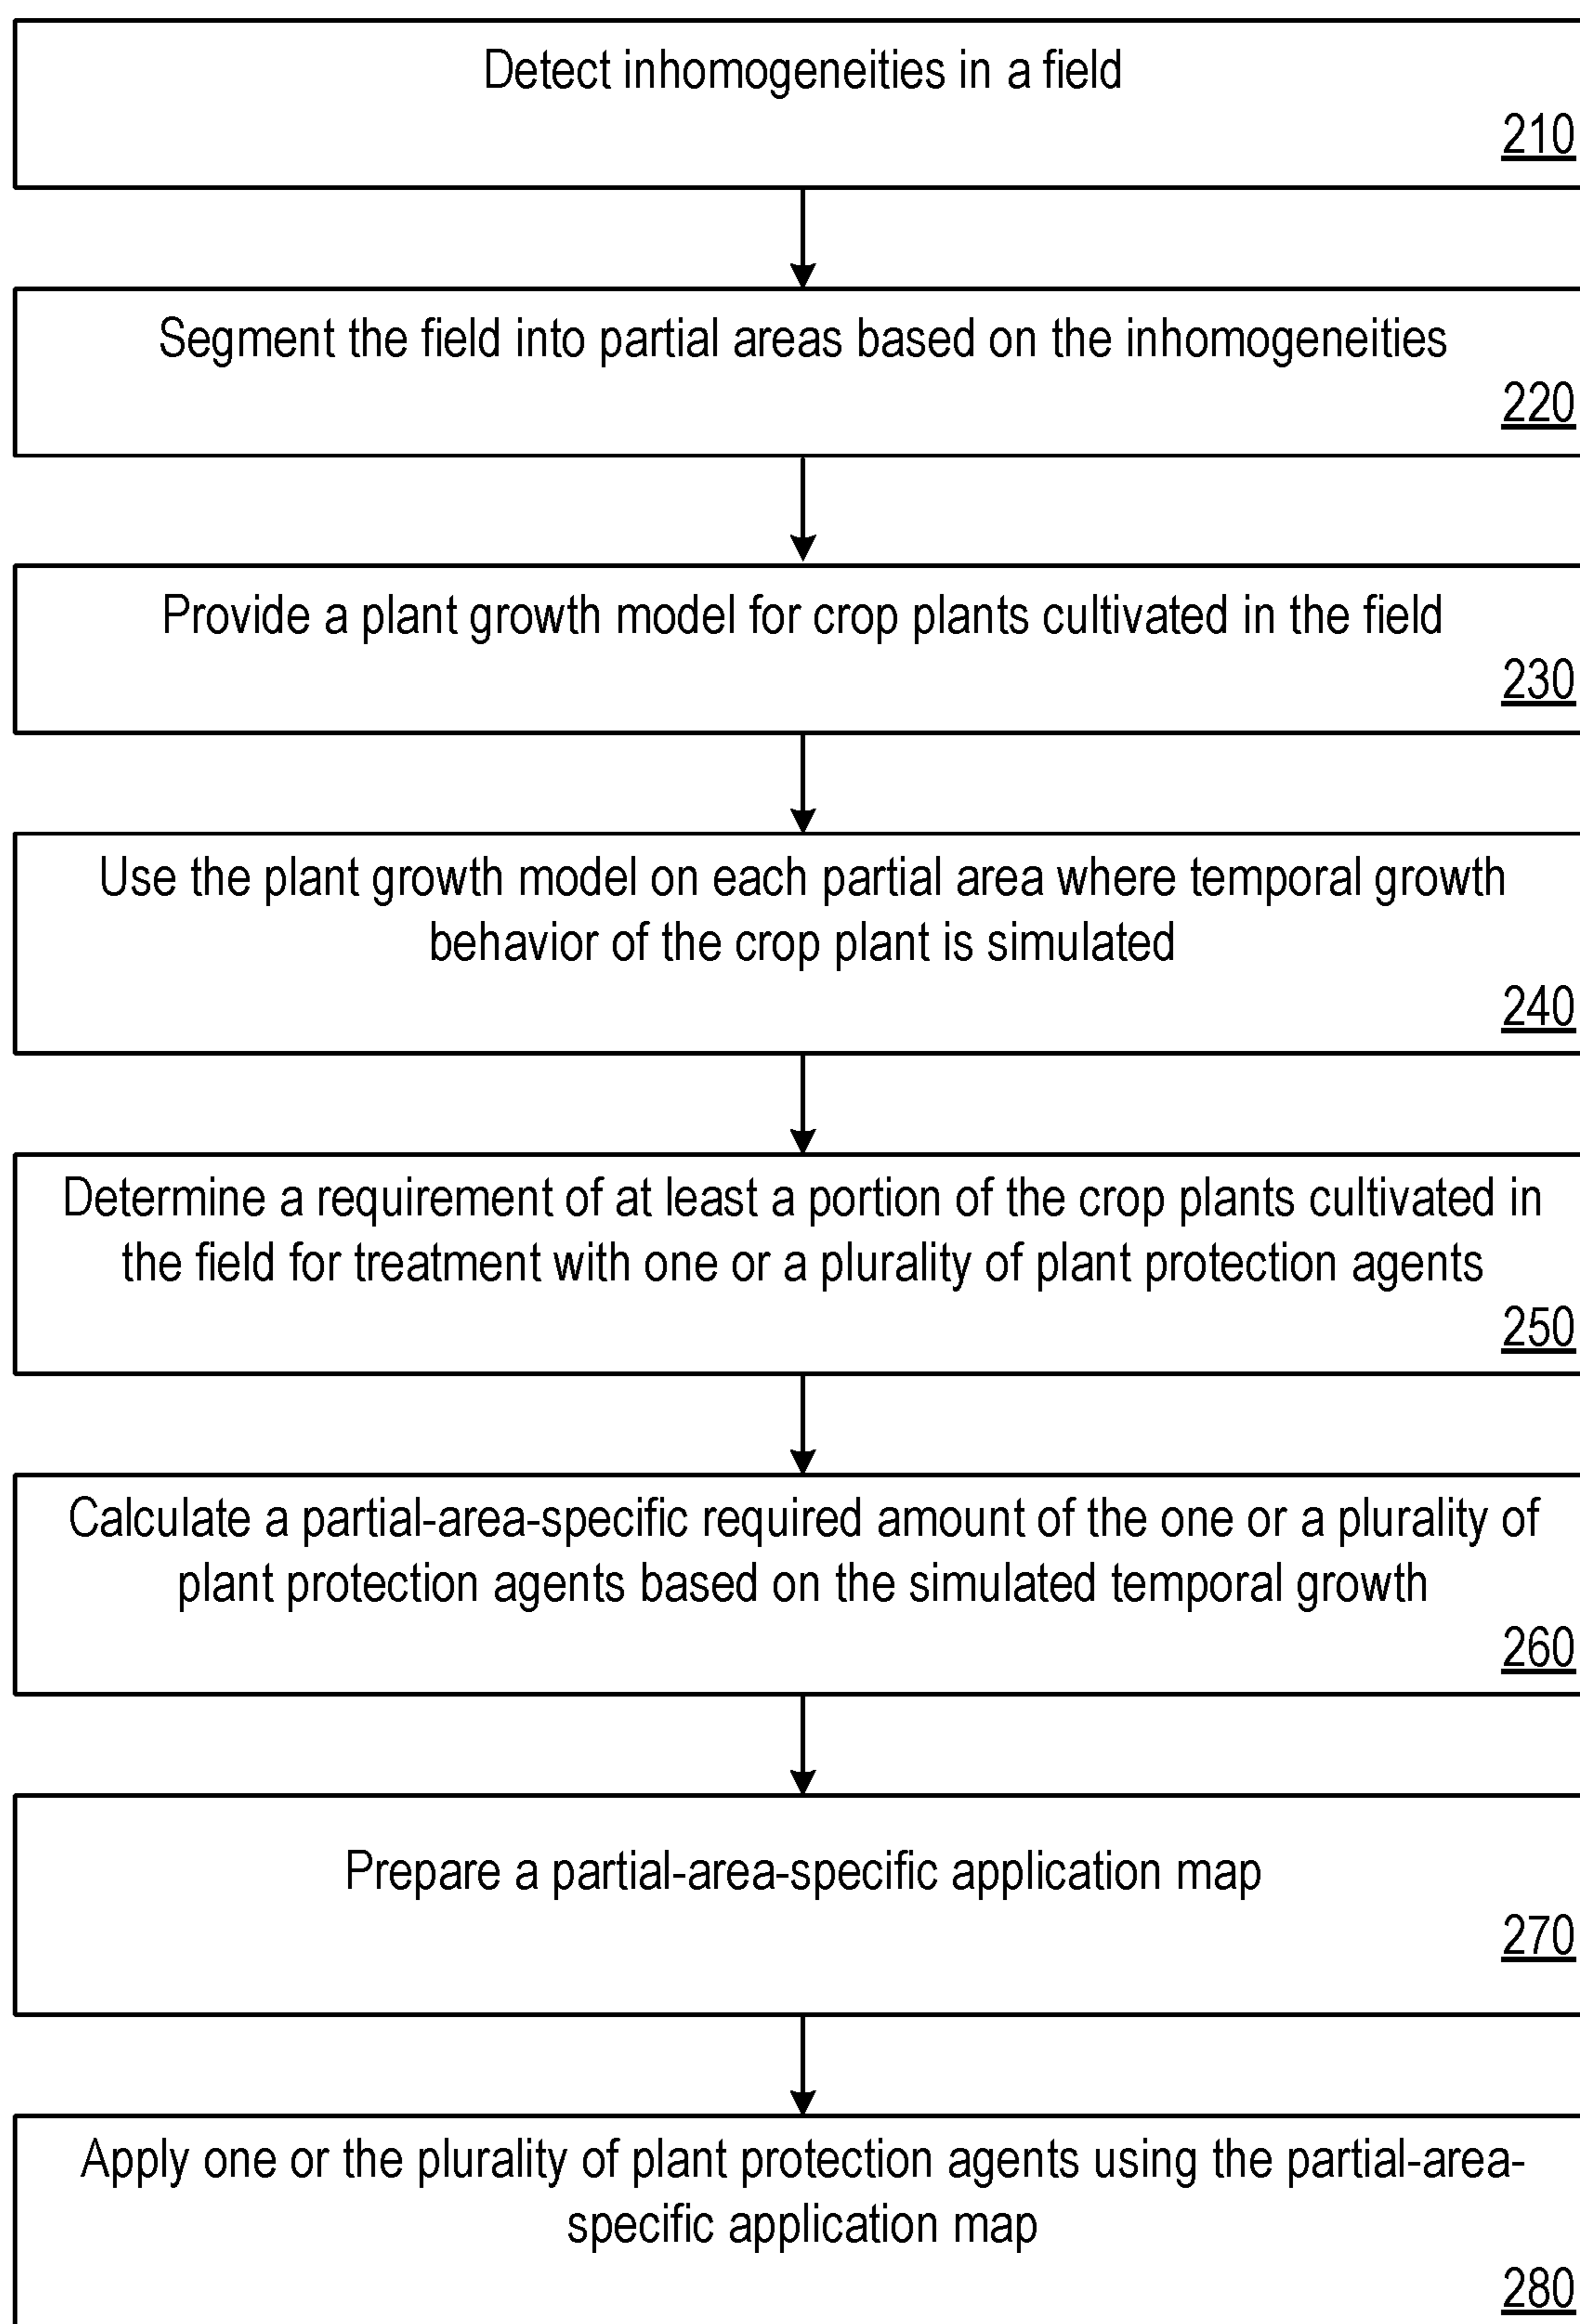 Detect inhomogeneities in a field
210
Segment the field into partial areas based on the inhomogeneities
220
Provide a plant growth model for crop plants cultivated in the field
230
Use the plant growth model on each partial area where temporal growth
behavior of the crop plant is simulated
240
Determine a requirement of at least a portion of the crop plants cultivated in
the field for treatment with one or a plurality of plant protection agents
250
Calculate a partial-area-specific required amount of the one or a plurality of
plant protection agents based on the simulated temporal growth
260
Prepare a partial-area-specific application map
270
Apply one or the plurality of plant protection agents using the partial-area-
specific application map
280